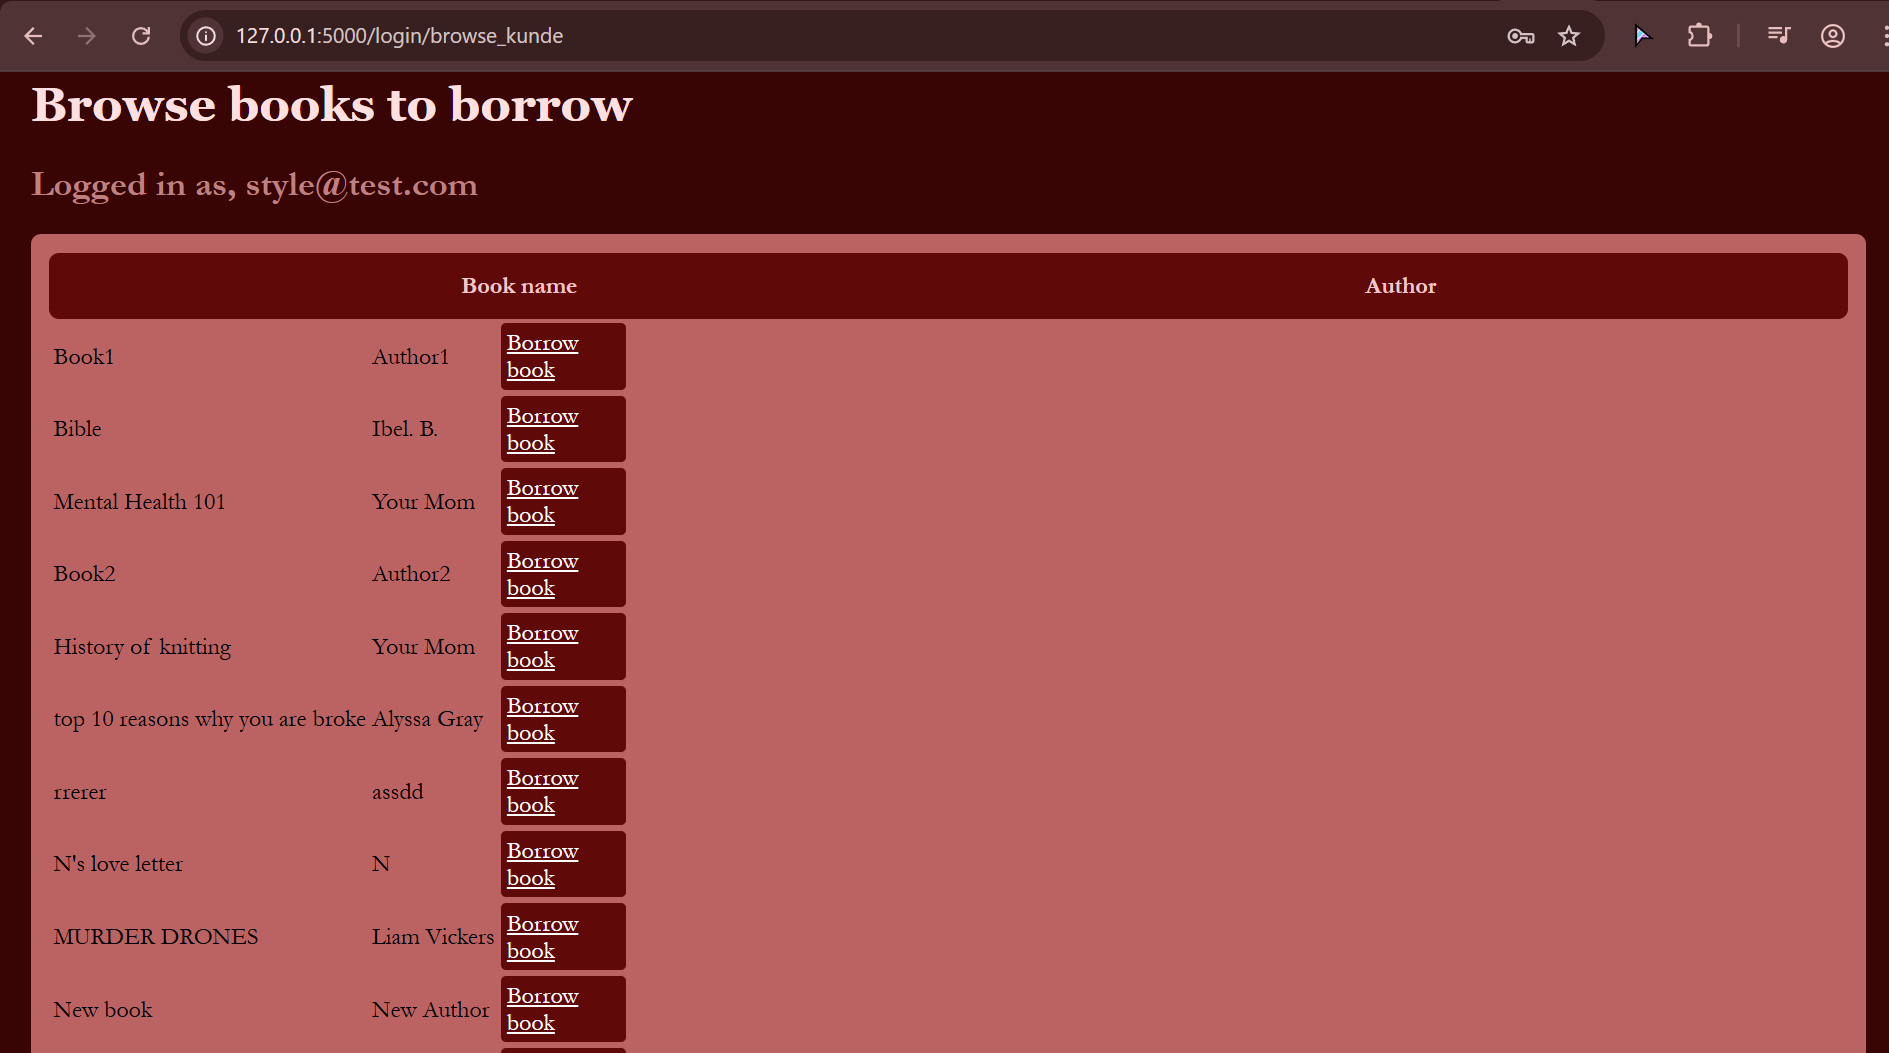 127.0.0.1:5000/login/browse_kunde
Browse books to borrow
Logged in as, style@test.com
Book name Author
Book1 Author1 Borrow book
Bible Ibel. B. Borrow book
Mental Health 101 Your Mom Borrow book
Book2 Author2 Borrow book
History of knitting Your Mom Borrow book
top 10 reasons why you are broke Alyssa Gray Borrow book
rrerer assdd Borrow book
N's love letter N Borrow book
MURDER DRONES Liam Vickers Borrow book
New book New Author Borrow book